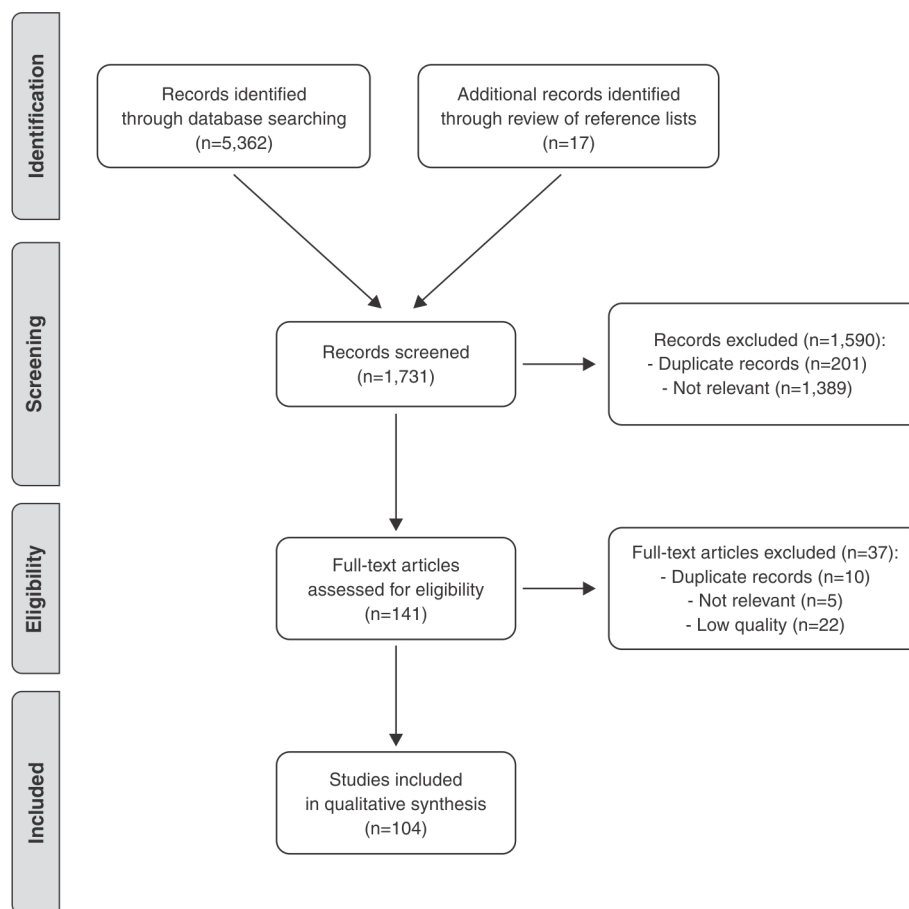 Identification
Records identified
through database searching
(n=5,362)
Additional records identified
through review of reference lists
(n=17)
Screening
Records screened
(n=1,731)
Records excluded (n=1,590):
- Duplicate records (n=201)
- Not relevant (n=1,389)
Eligibility
Full-text articles
assessed for eligibility
(n=141)
Full-text articles excluded (n=37):
- Duplicate records (n=10)
- Not relevant (n=5)
- Low quality (n=22)
Included
Studies included
in qualitative synthesis
(n=104)